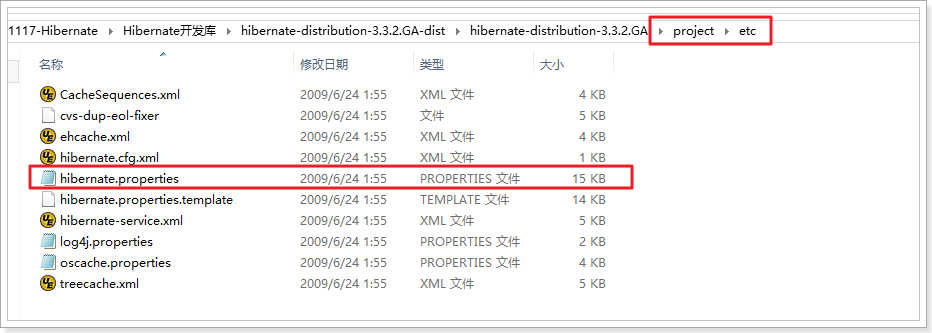 1117-Hibernate Hibernate开发库 hibernate-distribution-3.3.2.GA-dist hibernate-distribution-3.3.2.GA project etc
名称 修改日期 类型 大小
CacheSequences.xml 2009/6/24 1:55 XML 文件 4 KB
cvs-dup-eol-fixer 2009/6/24 1:55 文件 5 KB
ehcache.xml 2009/6/24 1:55 XML 文件 4 KB
hibernate.cfg.xml 2009/6/24 1:55 XML 文件 1 KB
hibernate.properties 2009/6/24 1:55 PROPERTIES 文件 15 KB
hibernate.properties.template 2009/6/24 1:55 TEMPLATE 文件 14 KB
hibernate-service.xml 2009/6/24 1:55 XML 文件 4 KB
log4j.properties 2009/6/24 1:55 PROPERTIES 文件 2 KB
oscache.properties 2009/6/24 1:55 PROPERTIES 文件 4 KB
treecache.xml 2009/6/24 1:55 XML 文件 3 KB